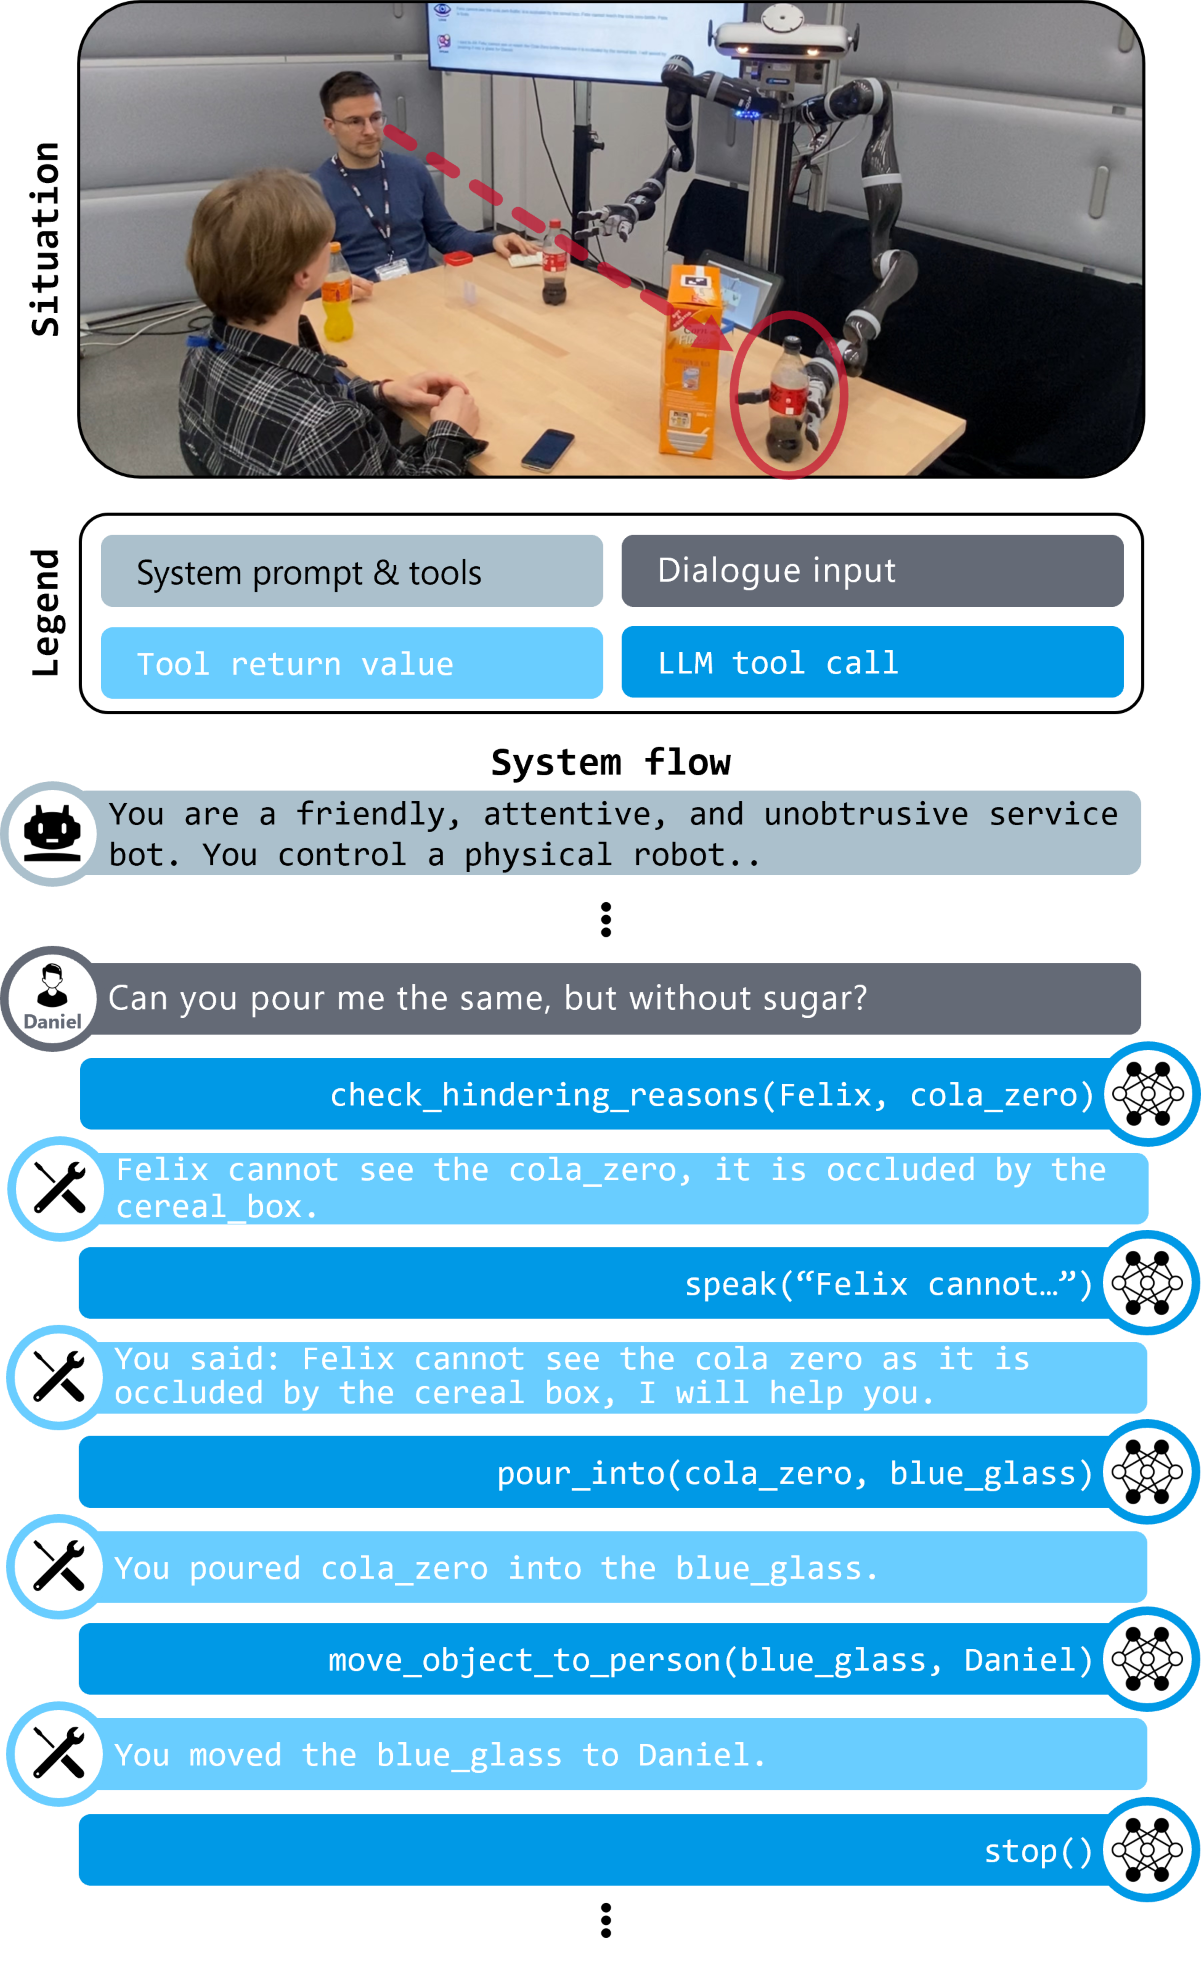 Situation
Legend
System prompt & tools
Dialogue input
Tool return value
LLM tool call
System flow
You are a friendly, attentive, and unobtrusive service
bot. You control a physical robot..
Daniel
Can you pour me the same, but without sugar?
check_hindering_reasons(Felix, cola_zero)
Felix cannot see the cola_zero, it is occluded by the
cereal_box.
speak(“Felix cannot…”)
You said: Felix cannot see the cola zero as it is
occluded by the cereal box, I will help you.
pour_into(cola_zero, blue_glass)
You poured cola_zero into the blue_glass.
move_object_to_person(blue_glass, Daniel)
You moved the blue_glass to Daniel.
stop()